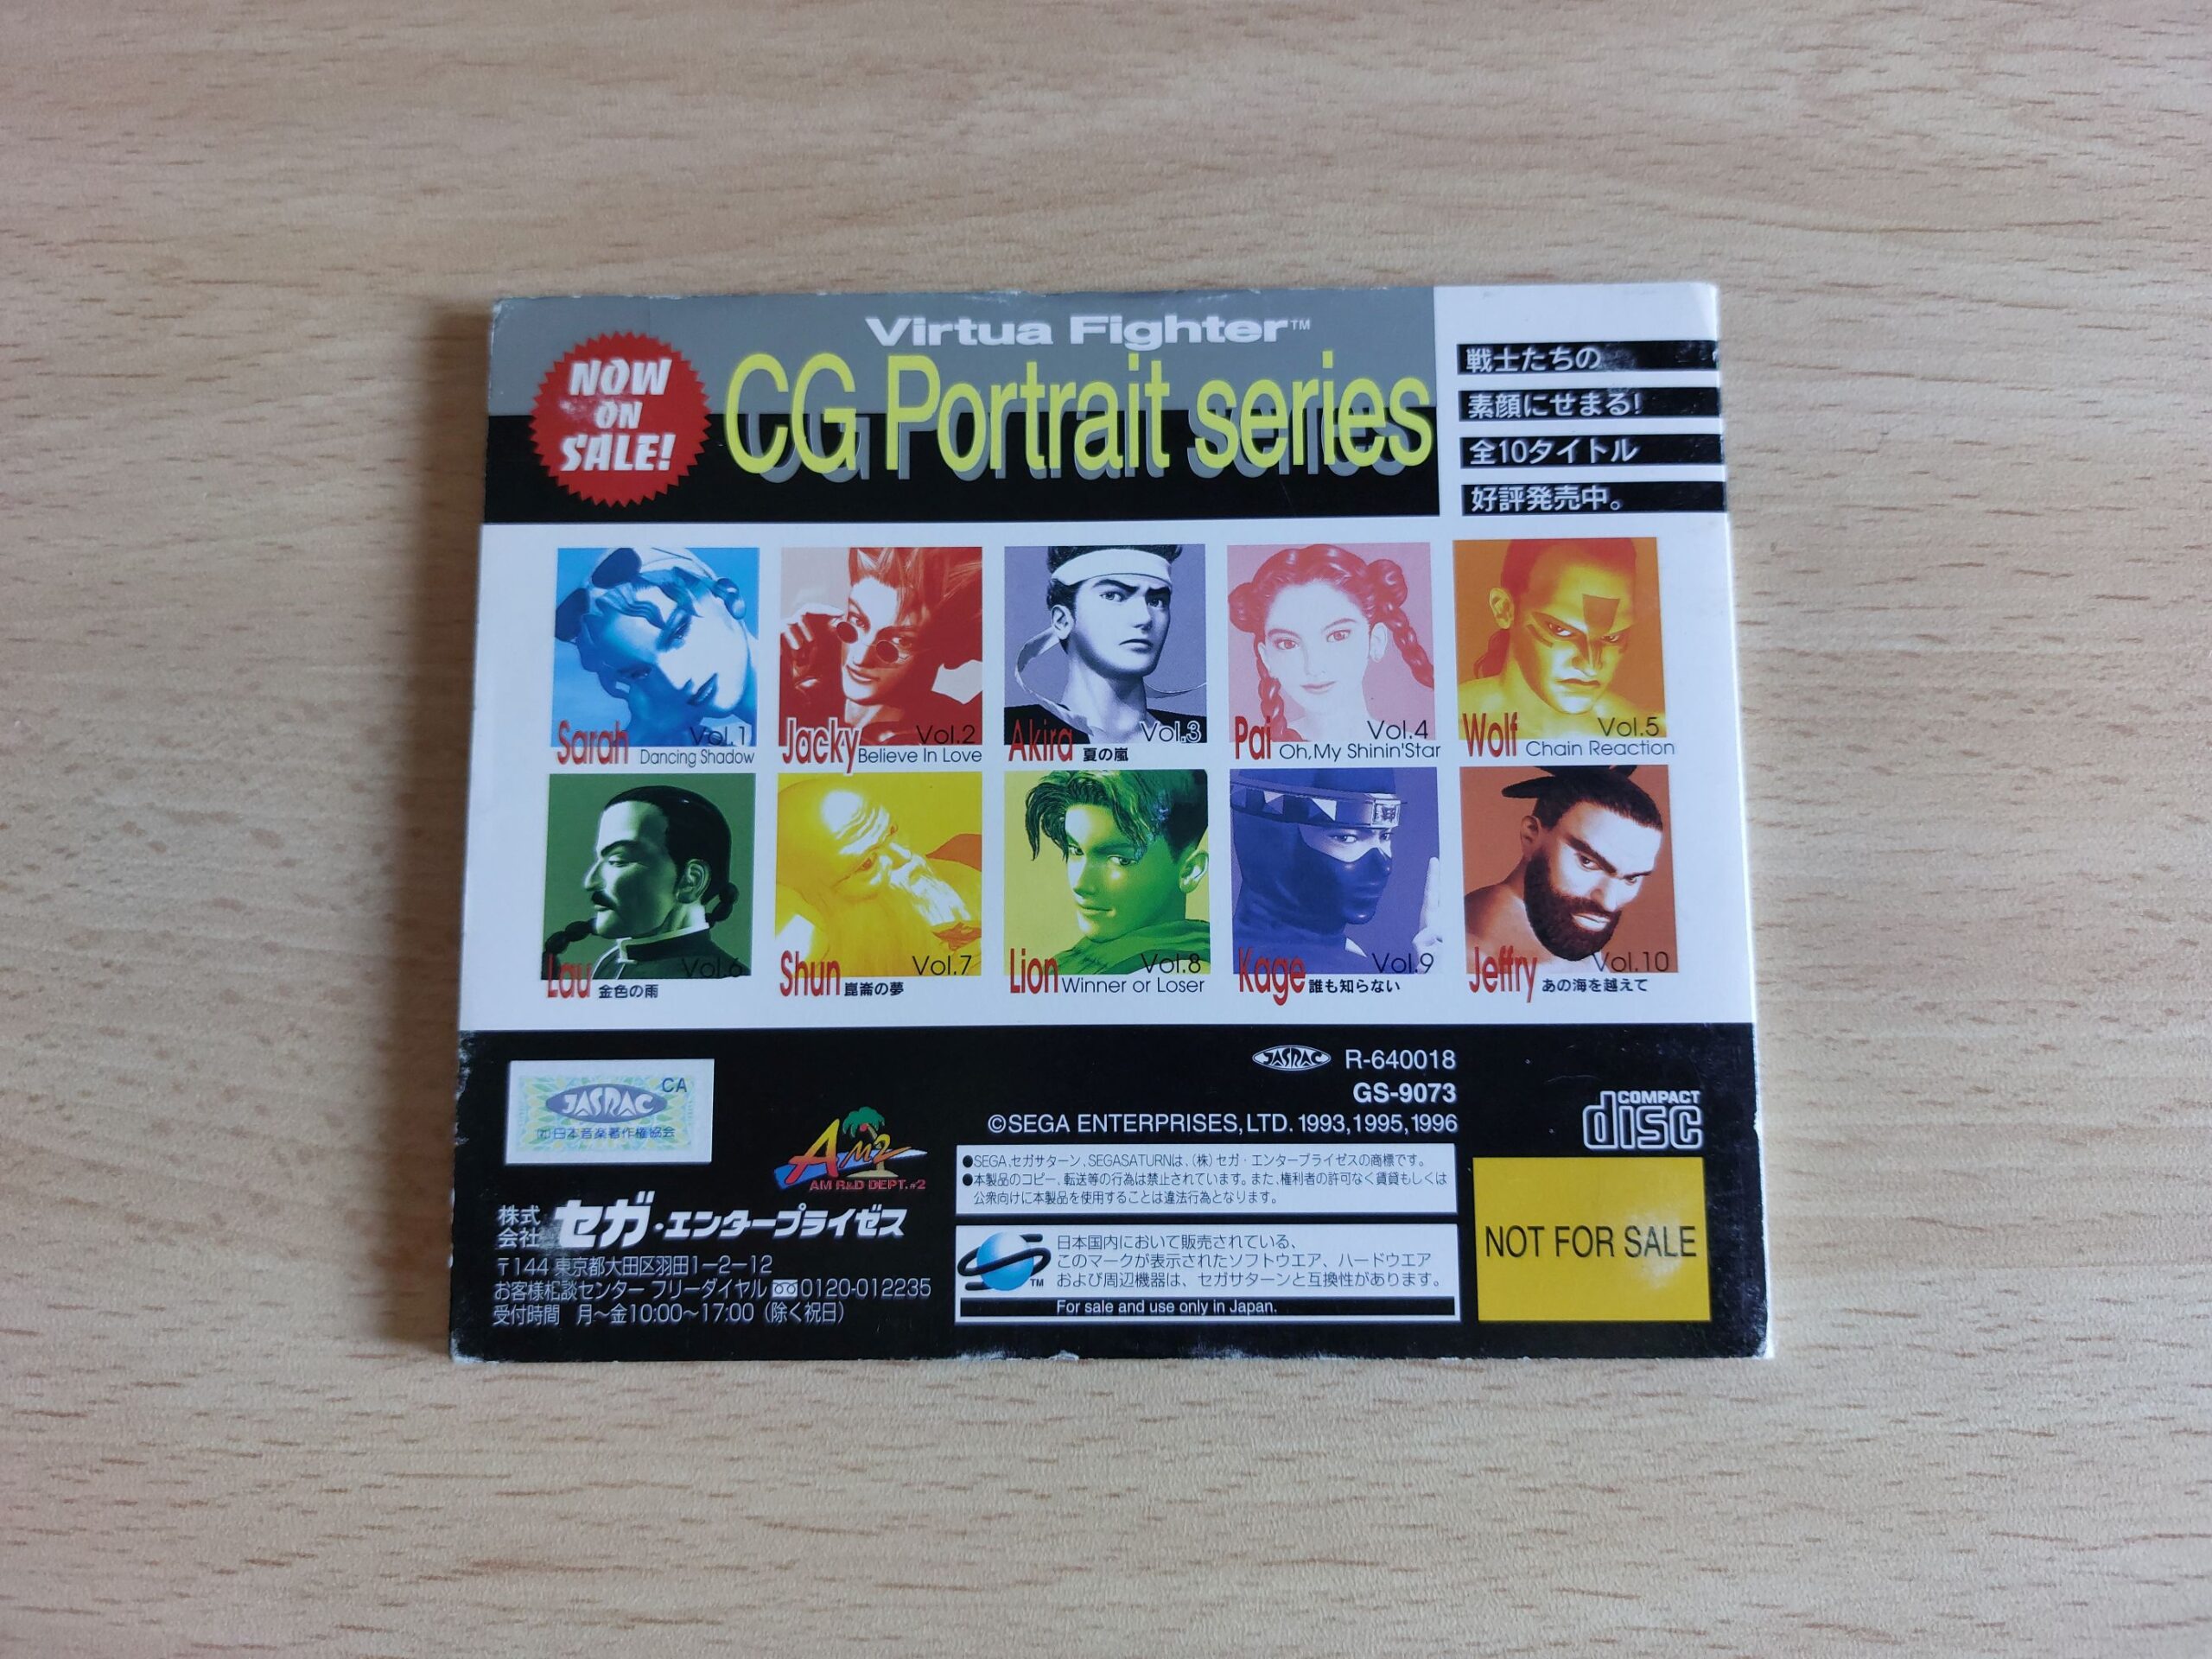 Virtua Fighter™
NOW
ON
SALE!
CG Portrait series
戦士たちの
素顔にせまる!
全10タイトル
好評発売中。
Sarah Vol.1
Dancing Shadow
Jacky Vol.2
Believe In Love
Akira Vol.3
夏の嵐
Pai Vol.4
Oh,My Shinin'Star
Wolf Vol.5
Chain Reaction
Lau Vol.6
金色の雨
Shun Vol.7
崑崙の夢
Lion Vol.8
Winner or Loser
Kage Vol.9
誰も知らない
Jeffry Vol.10
あの海を越えて
CA
JASRAC
㈳日本音楽著作権協会
AM2
AM R&D DEPT.#2
株式会社 セガ・エンタープライゼス
〒144 東京都大田区羽田1－2－12
お客様相談センター フリーダイヤル 0120-012235
受付時間 月～金10:00～17:00（除く祝日）
JASRAC R-640018
GS-9073
©SEGA ENTERPRISES,LTD. 1993,1995,1996
●SEGA、セガサターン、SEGASATURNは、(株)セガ・エンタープライゼスの商標です。
●本製品のコピー、転送等の行為は禁止されています。また、権利者の許可なく賃貸もしくは
公衆向けに本製品を使用することは違法行為となります。
TM
日本国内において販売されている、
このマークが表示されたソフトウエア、ハードウエア
および周辺機器は、セガサターンと互換性があります。
For sale and use only in Japan.
COMPACT
disc
NOT FOR SALE